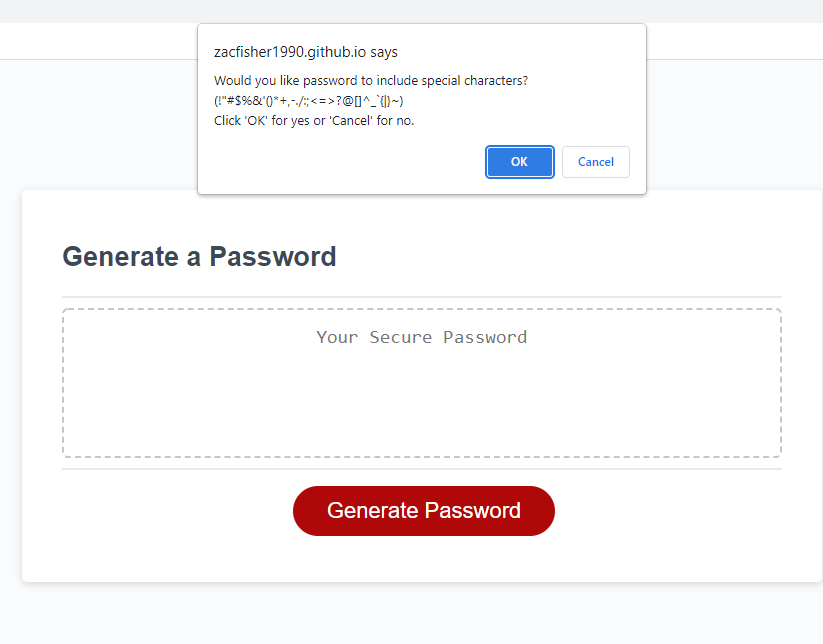 zacfisher1990.github.io says
Would you like password to include special characters?
(!"#$%&'()*+,-./:;<=>?@[]^_`{|}~)
Click 'OK' for yes or 'Cancel' for no.
OK Cancel
Generate a Password
Your Secure Password
Generate Password